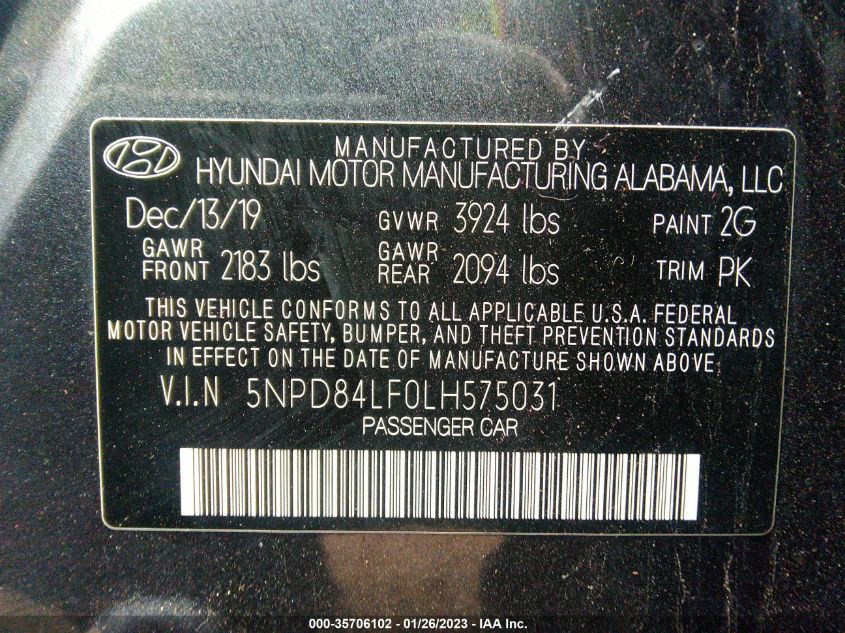 MANUFACTURED BY
HYUNDAI MOTOR MANUFACTURING ALABAMA, LLC
Dec/13/19 GVWR 3924 lbs PAINT 2G
GAWR FRONT 2183 lbs GAWR REAR 2094 lbs TRIM PK
THIS VEHICLE CONFORMS TO ALL APPLICABLE U.S.A. FEDERAL
MOTOR VEHICLE SAFETY, BUMPER, AND THEFT PREVENTION STANDARDS
IN EFFECT ON THE DATE OF MANUFACTURE SHOWN ABOVE.
V.I.N 5NPD84LF0LH575031
PASSENGER CAR
000-35706102 - 01/26/2023 - IAA Inc.